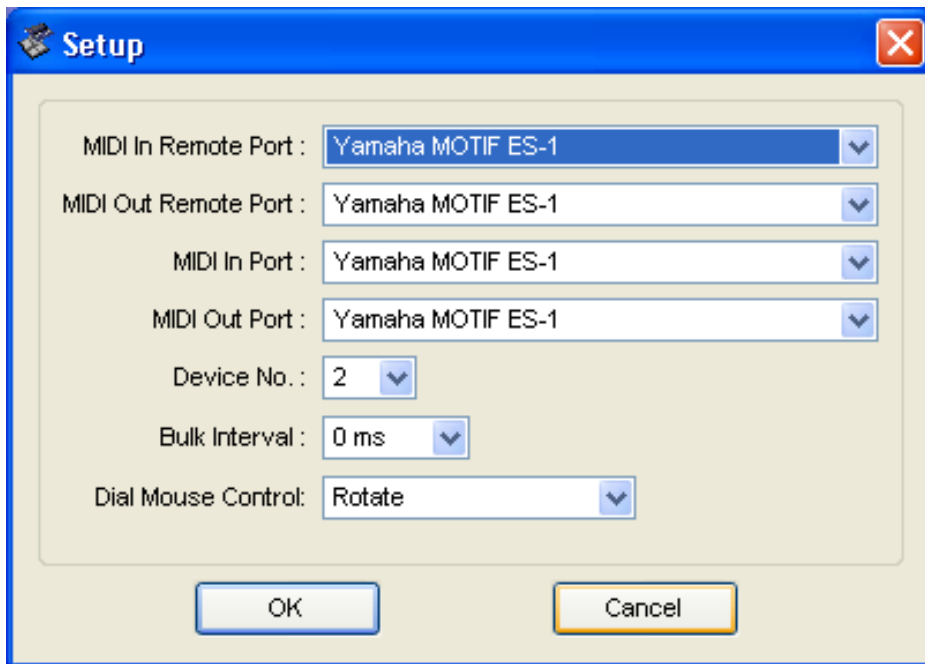 Setup
MIDI In Remote Port : Yamaha MOTIF ES-1
MIDI Out Remote Port : Yamaha MOTIF ES-1
MIDI In Port : Yamaha MOTIF ES-1
MIDI Out Port : Yamaha MOTIF ES-1
Device No. : 2
Bulk Interval : 0 ms
Dial Mouse Control: Rotate
OK Cancel